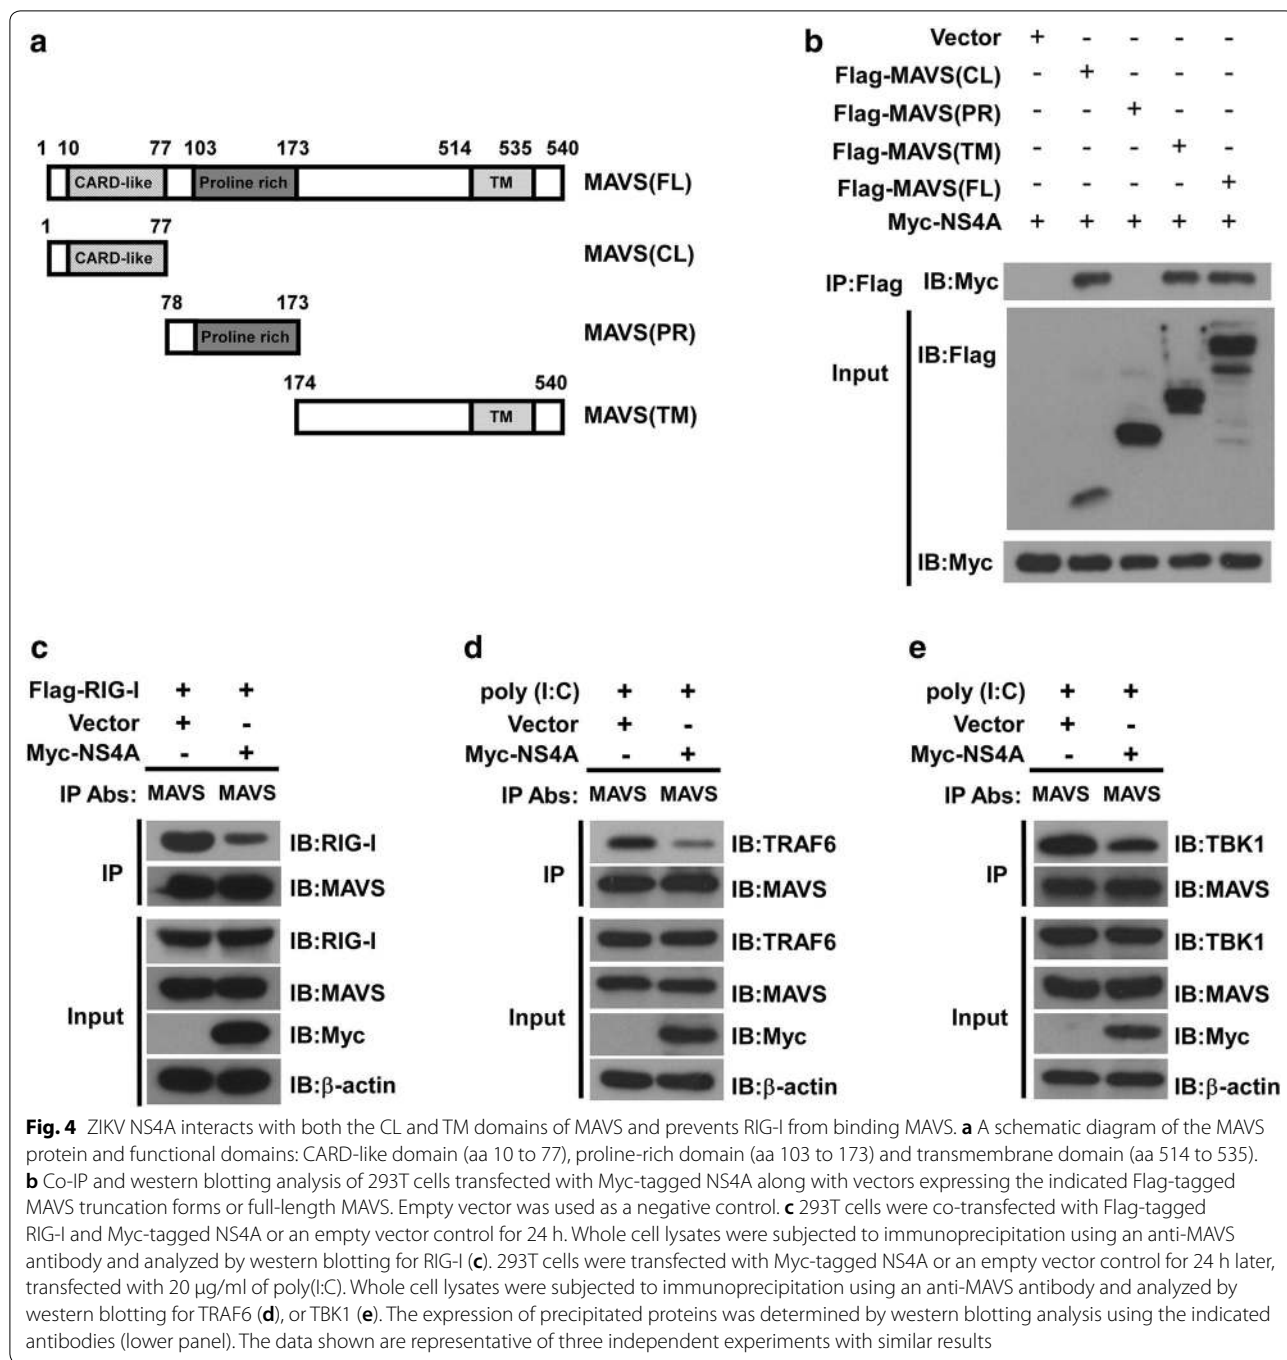 a
1 10 77 103 173 514 535 540
CARD-like Proline rich TM MAVS(FL)
1 77
CARD-like MAVS(CL)
78 173
Proline rich MAVS(PR)
174 540
TM MAVS(TM)
b
Vector + - - - -
Flag-MAVS(CL) - + - - -
Flag-MAVS(PR) - - + - -
Flag-MAVS(TM) - - - + -
Flag-MAVS(FL) - - - - +
Myc-NS4A + + + + +
IP:Flag IB:Myc
Input IB:Flag
IB:Myc
c
Flag-RIG-I + +
Vector + -
Myc-NS4A - +
IP Abs: MAVS MAVS
IP IB:RIG-I
IB:MAVS
Input IB:RIG-I
IB:MAVS
IB:Myc
IB:β-actin
d
poly (I:C) + +
Vector + -
Myc-NS4A - +
IP Abs: MAVS MAVS
IP IB:TRAF6
IB:MAVS
Input IB:TRAF6
IB:MAVS
IB:Myc
IB:β-actin
e
poly (I:C) + +
Vector + -
Myc-NS4A - +
IP Abs: MAVS MAVS
IP IB:TBK1
IB:MAVS
Input IB:TBK1
IB:MAVS
IB:Myc
IB:β-actin
Fig. 4 ZIKV NS4A interacts with both the CL and TM domains of MAVS and prevents RIG-I from binding MAVS. a A schematic diagram of the MAVS
protein and functional domains: CARD-like domain (aa 10 to 77), proline-rich domain (aa 103 to 173) and transmembrane domain (aa 514 to 535).
b Co-IP and western blotting analysis of 293T cells transfected with Myc-tagged NS4A along with vectors expressing the indicated Flag-tagged
MAVS truncation forms or full-length MAVS. Empty vector was used as a negative control. c 293T cells were co-transfected with Flag-tagged
RIG-I and Myc-tagged NS4A or an empty vector control for 24 h. Whole cell lysates were subjected to immunoprecipitation using an anti-MAVS
antibody and analyzed by western blotting for RIG-I (c). 293T cells were transfected with Myc-tagged NS4A or an empty vector control for 24 h later,
transfected with 20 μg/ml of poly(I:C). Whole cell lysates were subjected to immunoprecipitation using an anti-MAVS antibody and analyzed by
western blotting for TRAF6 (d), or TBK1 (e). The expression of precipitated proteins was determined by western blotting analysis using the indicated
antibodies (lower panel). The data shown are representative of three independent experiments with similar results